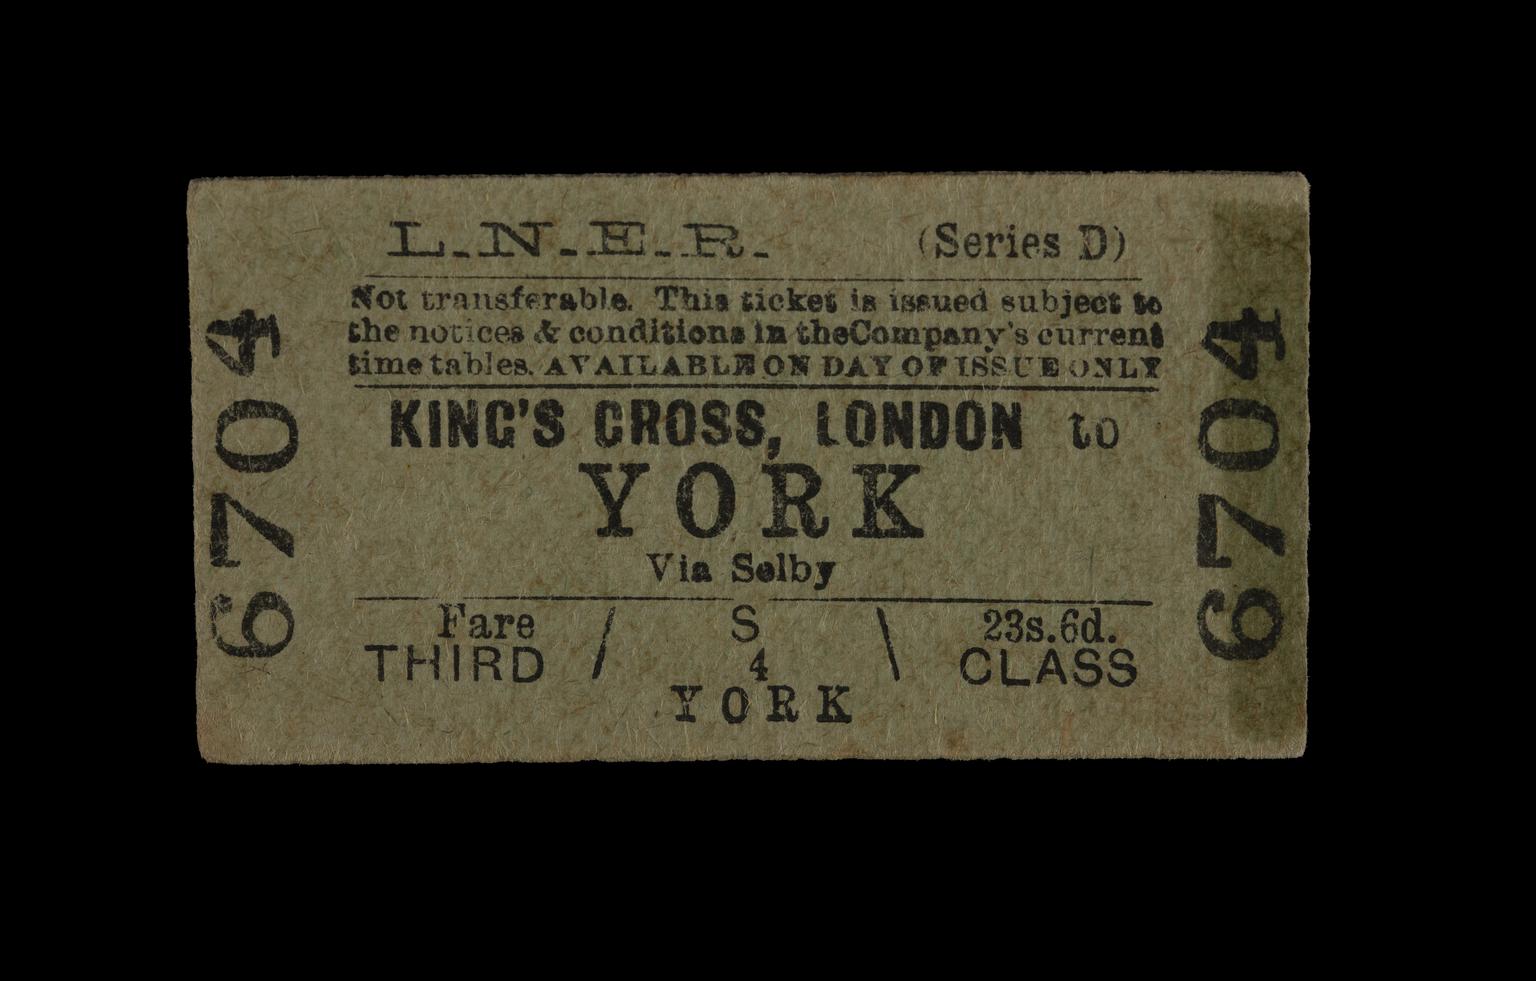 L.N.E.R. (Series D)
Not transferable. This ticket is issued subject to
the notices & conditions in the Company's current
time tables. AVAILABLE ON DAY OF ISSUE ONLY
KING'S CROSS, LONDON to
YORK
Via Selby
Fare / S \ 23s.6d.
THIRD 4 CLASS
YORK
6704
6704